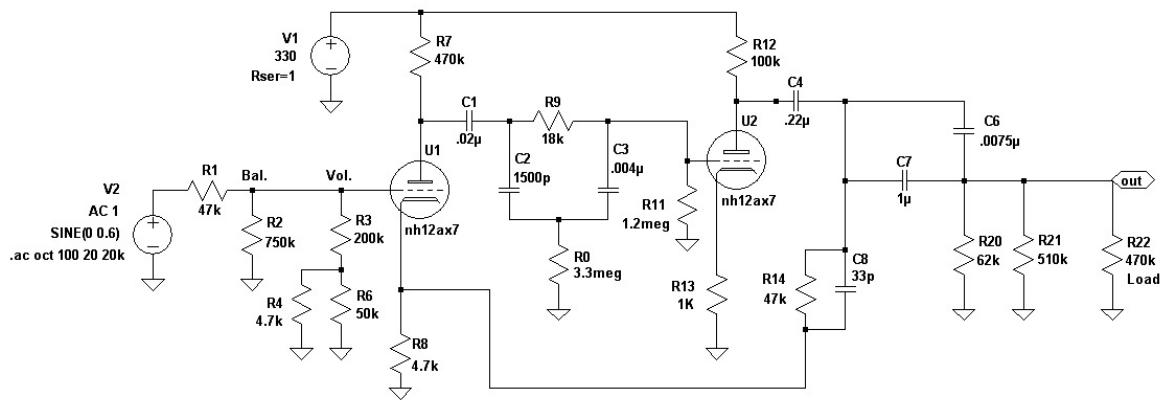 V1
330
Rser=1
R7
470k
R12
100k
C1
.02µ
R9
18k
C4
.22µ
U2
C6
.0075µ
C2
1500p
C3
.004µ
U1
V2
AC 1
SINE(0 0.6)
.ac oct 100 20 20k
R1
47k
Bal.
Vol.
R2
750k
R3
200k
nh12ax7
R11
1.2meg
nh12ax7
C7
1µ
out
R0
3.3meg
R4
4.7k
R6
50k
R8
4.7k
R13
1K
R14
47k
C8
33p
R20
62k
R21
510k
R22
470k
Load